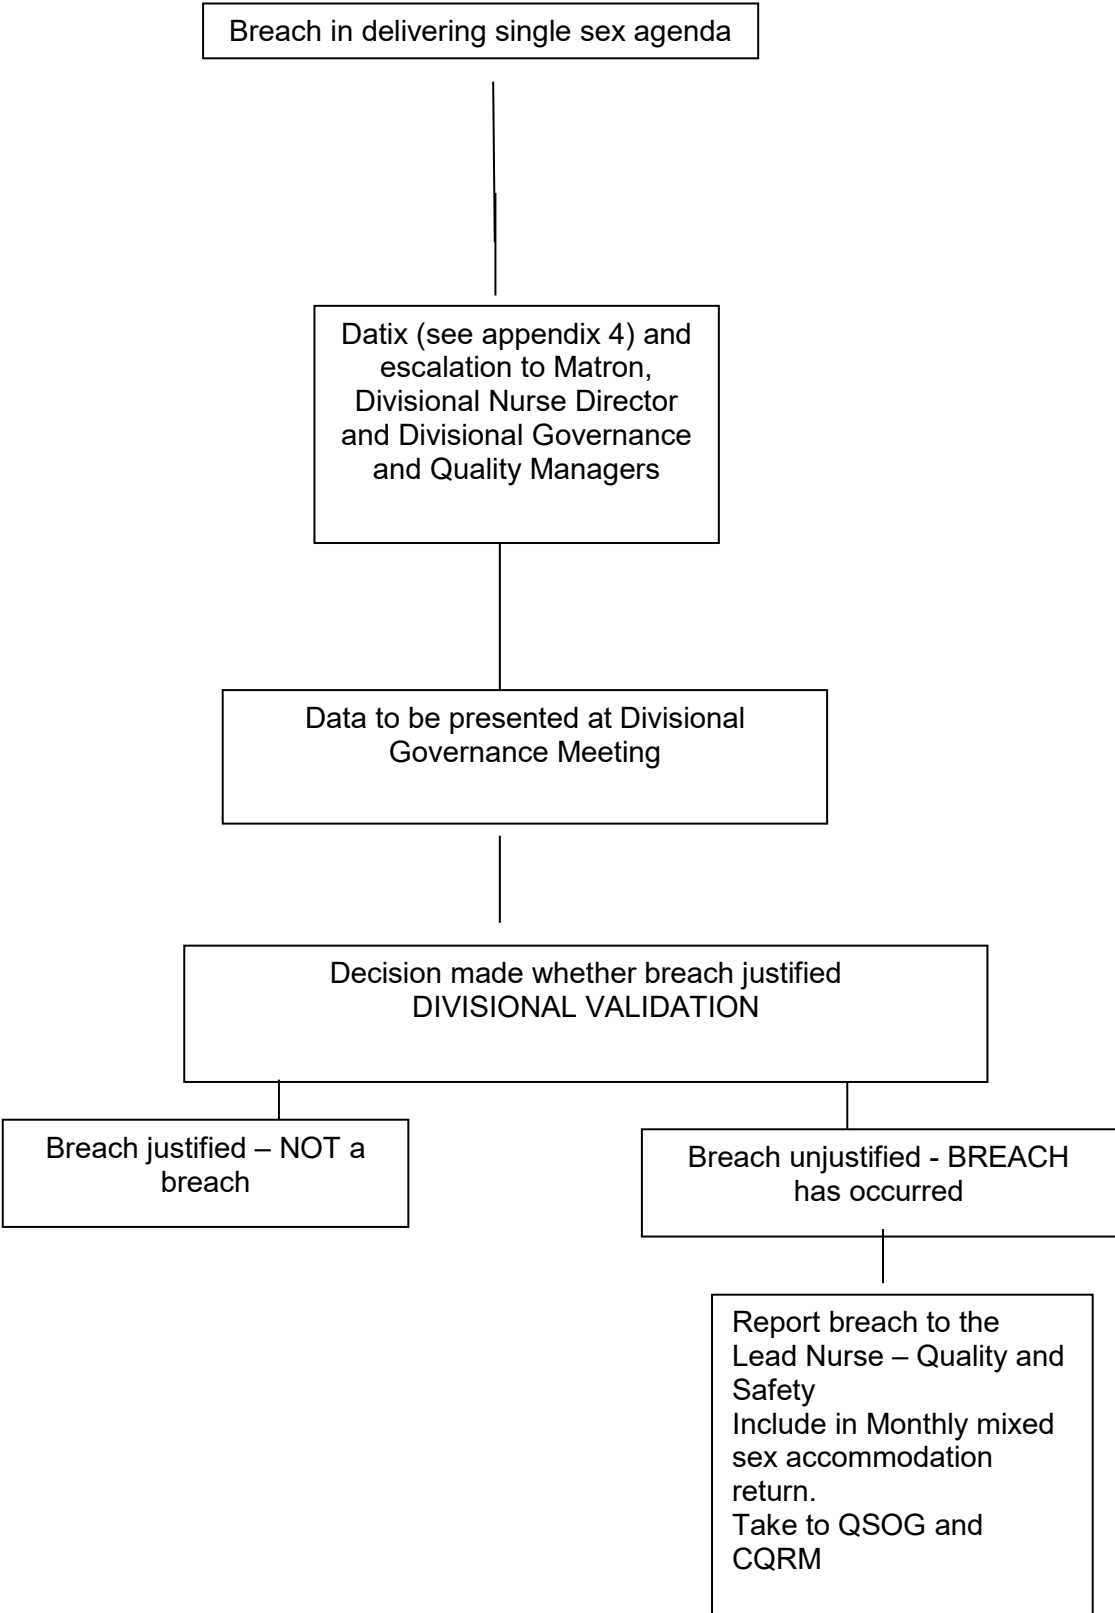 Breach in delivering single sex agenda
Datix (see appendix 4) and
escalation to Matron,
Divisional Nurse Director
and Divisional Governance
and Quality Managers
Data to be presented at Divisional
Governance Meeting
Decision made whether breach justified
DIVISIONAL VALIDATION
Breach justified – NOT a
breach
Breach unjustified - BREACH
has occurred
Report breach to the
Lead Nurse – Quality and
Safety
Include in Monthly mixed
sex accommodation
return.
Take to QSOG and
CQRM